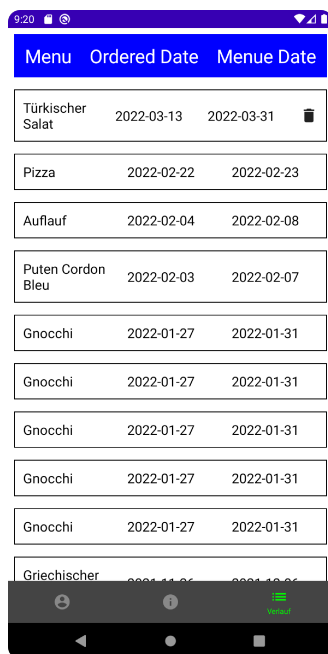 9:20
Menu Ordered Date Menue Date
Türkischer
Salat 2022-03-13 2022-03-31
Pizza 2022-02-22 2022-02-23
Auflauf 2022-02-04 2022-02-08
Puten Cordon
Bleu 2022-02-03 2022-02-07
Gnocchi 2022-01-27 2022-01-31
Gnocchi 2022-01-27 2022-01-31
Gnocchi 2022-01-27 2022-01-31
Gnocchi 2022-01-27 2022-01-31
Gnocchi 2022-01-27 2022-01-31
Griechischer
Verlauf